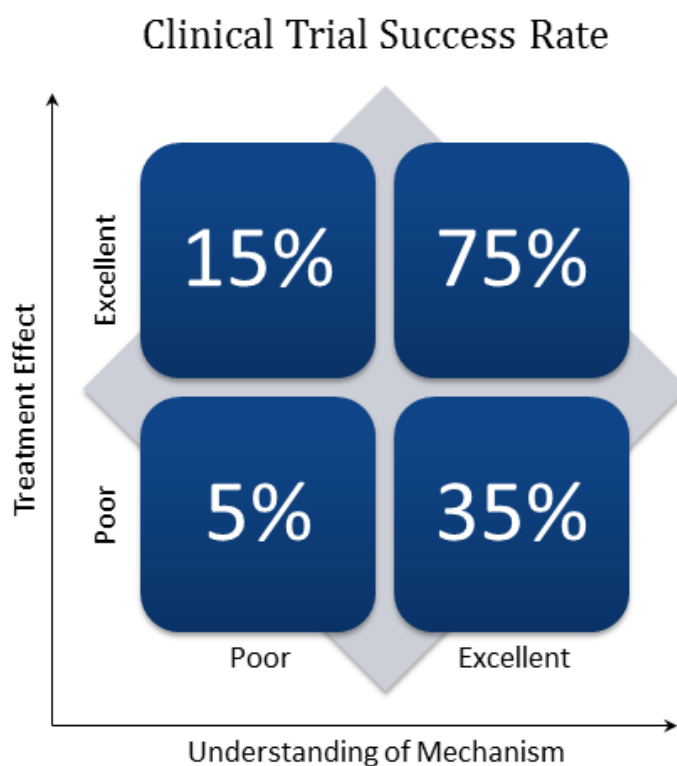 Clinical Trial Success Rate
Treatment Effect
Excellent
15%
75%
Poor
5%
35%
Poor
Excellent
Understanding of Mechanism